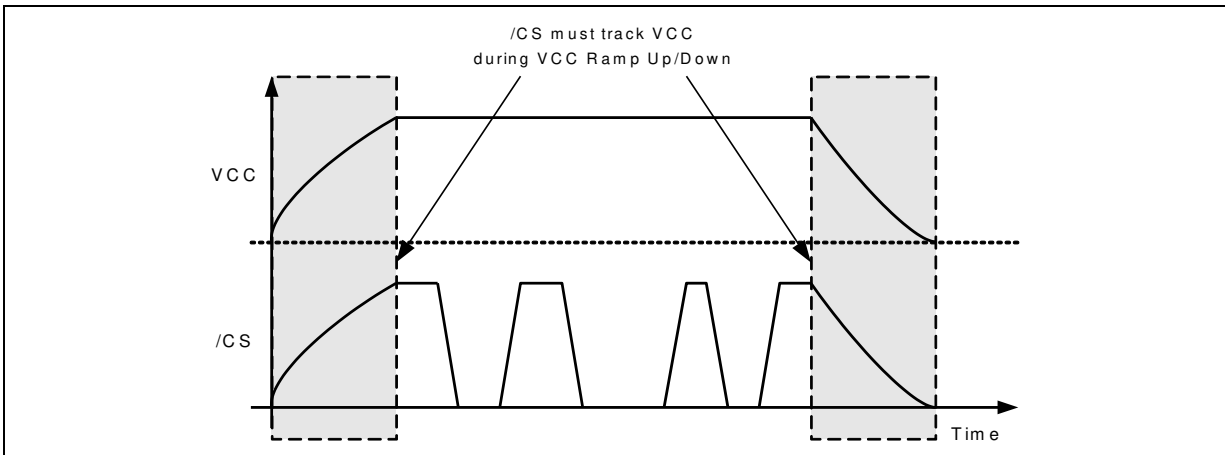 /CS must track VCC
during VCC Ramp Up/Down
VCC
/CS
Time